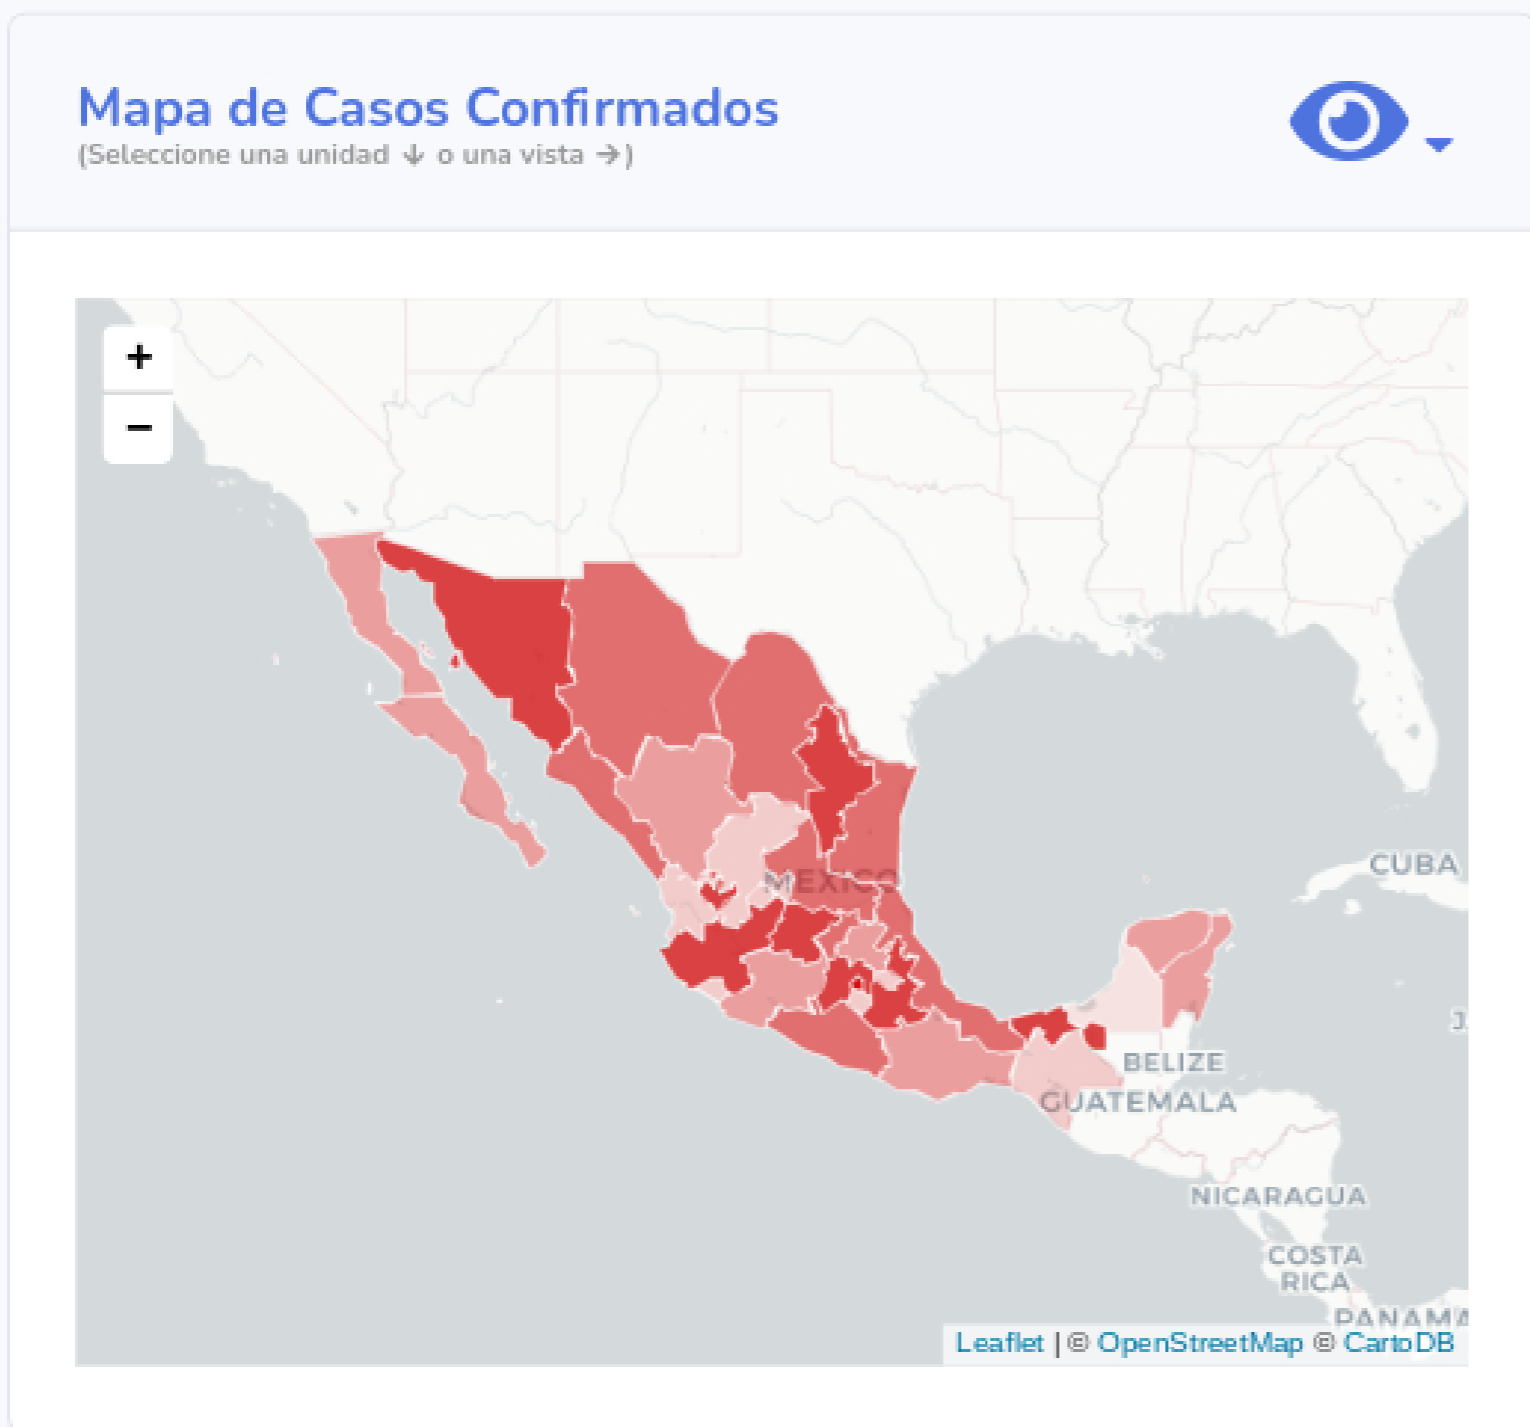 Mapa de Casos Confirmados
(Seleccione una unidad ↓ o una vista →)
+
−
MEXICO
CUBA
J
BELIZE
GUATEMALA
NICARAGUA
COSTA
RICA
PANAMA
Leaflet | © OpenStreetMap © CartoDB